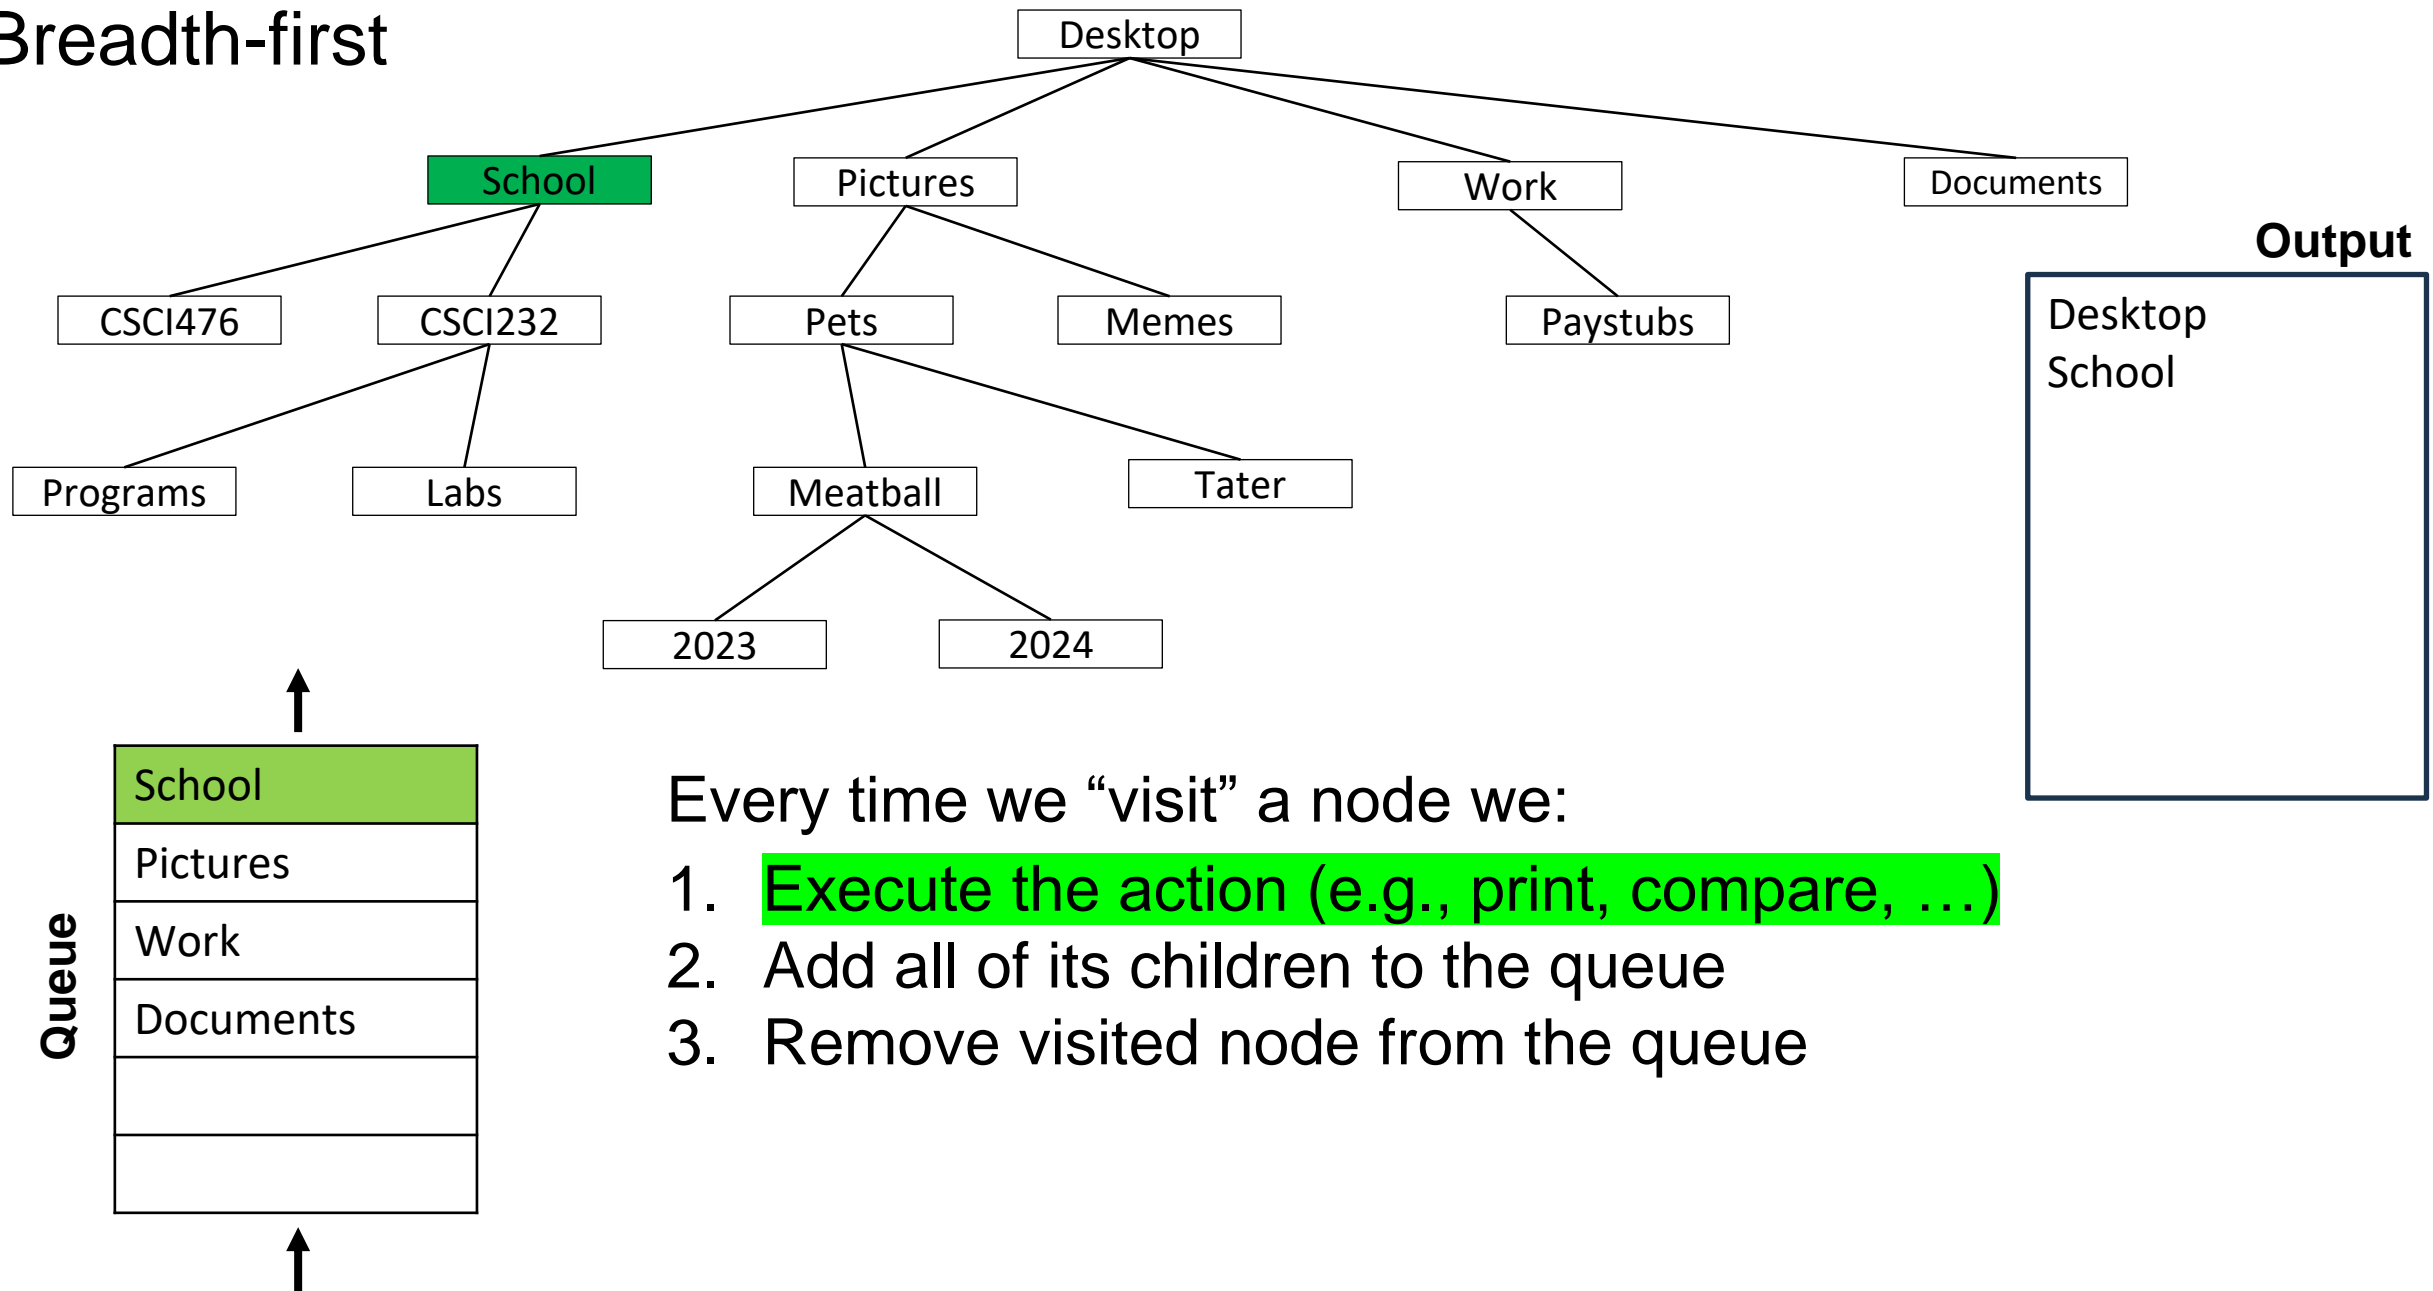 Breadth-first
Desktop
School
Pictures
Work
Documents
Output
CSCI476
CSCI232
Pets
Memes
Paystubs
Desktop
School
Programs
Labs
Meatball
Tater
2023
2024
Queue
School
Pictures
Work
Documents
Every time we “visit” a node we:
1. Execute the action (e.g., print, compare, …)
2. Add all of its children to the queue
3. Remove visited node from the queue